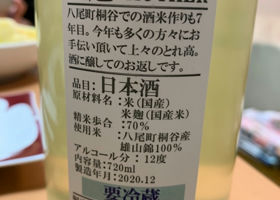 八尾町桐谷での酒米作りも7
年目。今年も多くの方々にお
手伝い頂いて上々のとれ高。
酒に醸してのお返しです。
品目：日本酒
原材料名：米（国産）
米麹（国産米）
精米歩合：70%
使用米：八尾町桐谷産
雄山錦100%
アルコール分：12度
内容量：720ml
製造年月：2020.12
要冷蔵